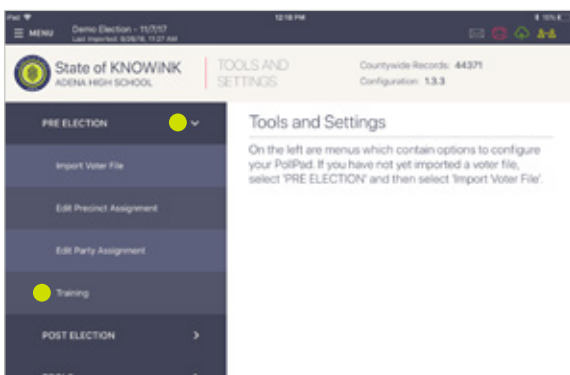 iPad
12:18 PM
MENU
Demo Election - 11/7/17
Last Imported: 8/28/18, 11:27 AM
State of KNOWiNK
ADENA HIGH SCHOOL
TOOLS AND
SETTINGS
Countywide Records: 44371
Configuration: 1.3.3
PRE ELECTION
Import Voter File
Edit Precinct Assignment
Edit Party Assignment
Training
POST ELECTION
Tools and Settings
On the left are menus which contain options to configure
your PollPad. If you have not yet imported a voter file,
select 'PRE ELECTION' and then select 'Import Voter File'.